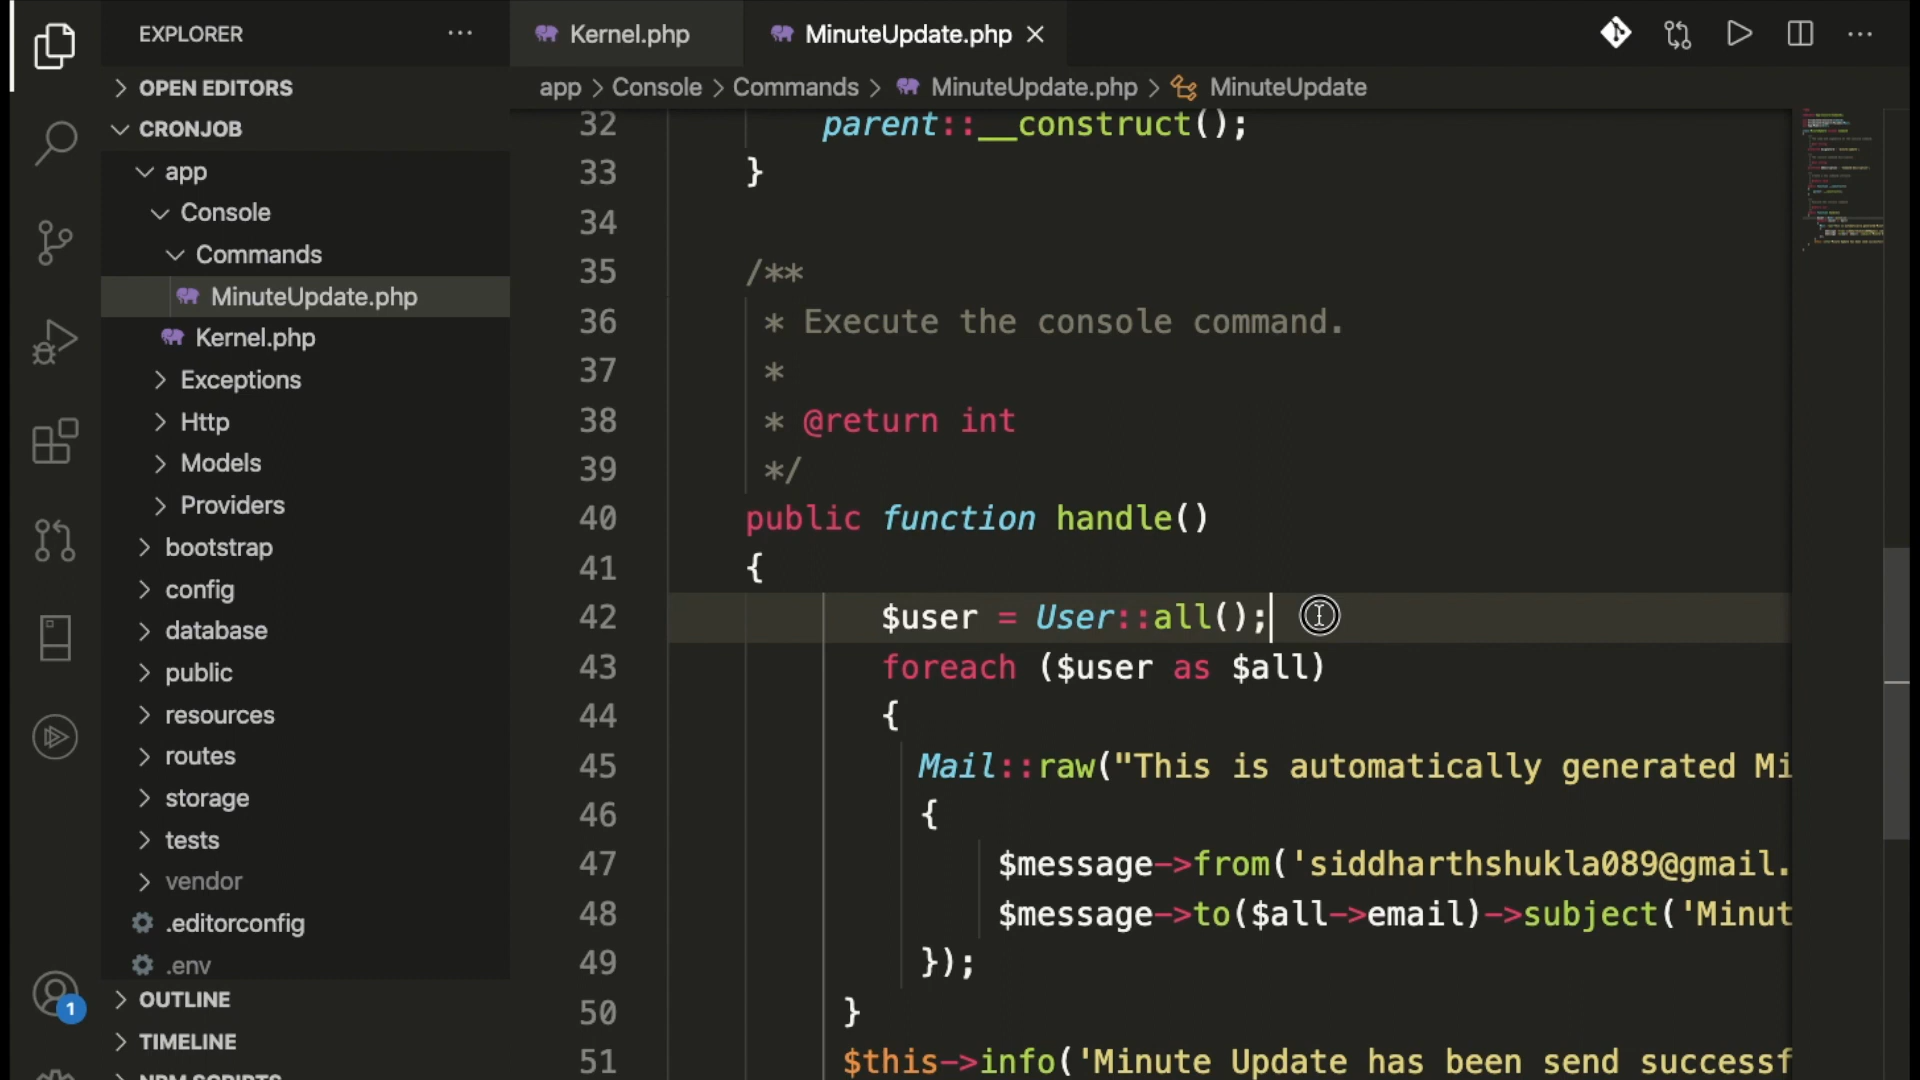 EXPLORER
OPEN EDITORS
CRONJOB
app
Console
Commands
MinuteUpdate.php
Kernel.php
Exceptions
Http
Models
Providers
bootstrap
config
database
public
resources
routes
storage
tests
vendor
.editorconfig
.env
OUTLINE
TIMELINE
NPM SCRIPTS
1
Kernel.php
MinuteUpdate.php
app > Console > Commands > MinuteUpdate.php > MinuteUpdate
32 parent::__construct();
33 }
34
35 /**
36 * Execute the console command.
37 *
38 * @return int
39 */
40 public function handle()
41 {
42 $user = User::all();
43 foreach ($user as $all)
44 {
45 Mail::raw("This is automatically generated Mi
46 {
47 $message->from('siddharthshukla089@gmail.
48 $message->to($all->email)->subject('Minut
49 });
50 }
51 $this->info('Minute Update has been send successf